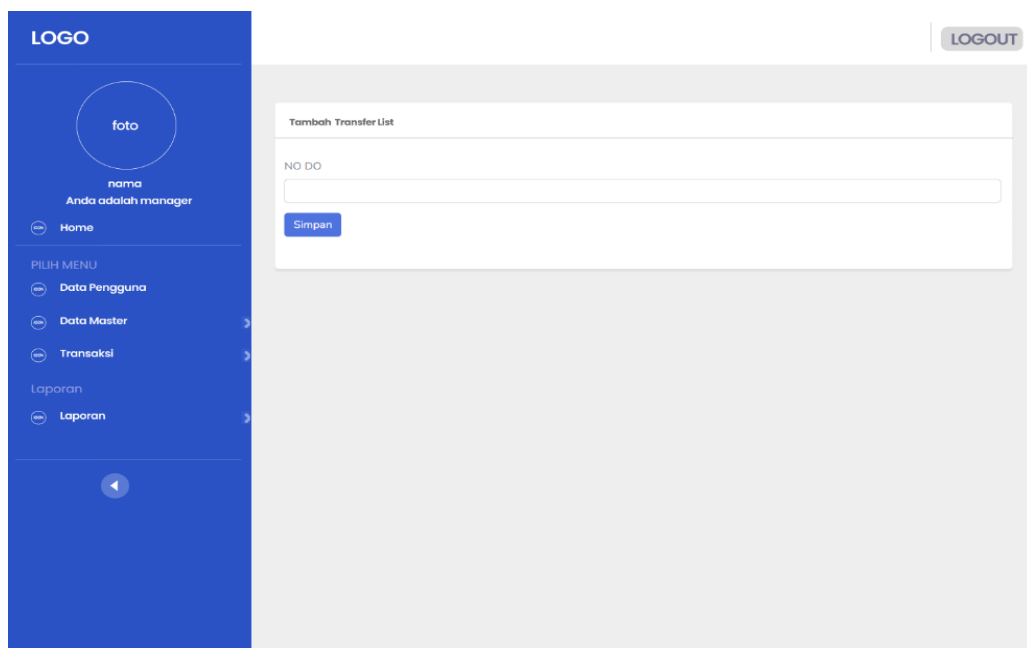 LOGO
LOGOUT
foto
nama
Anda adalah manager
Home
PILIH MENU
Data Pengguna
Data Master
Transaksi
Laporan
Laporan
Tambah Transfer List
NO DO
Simpan